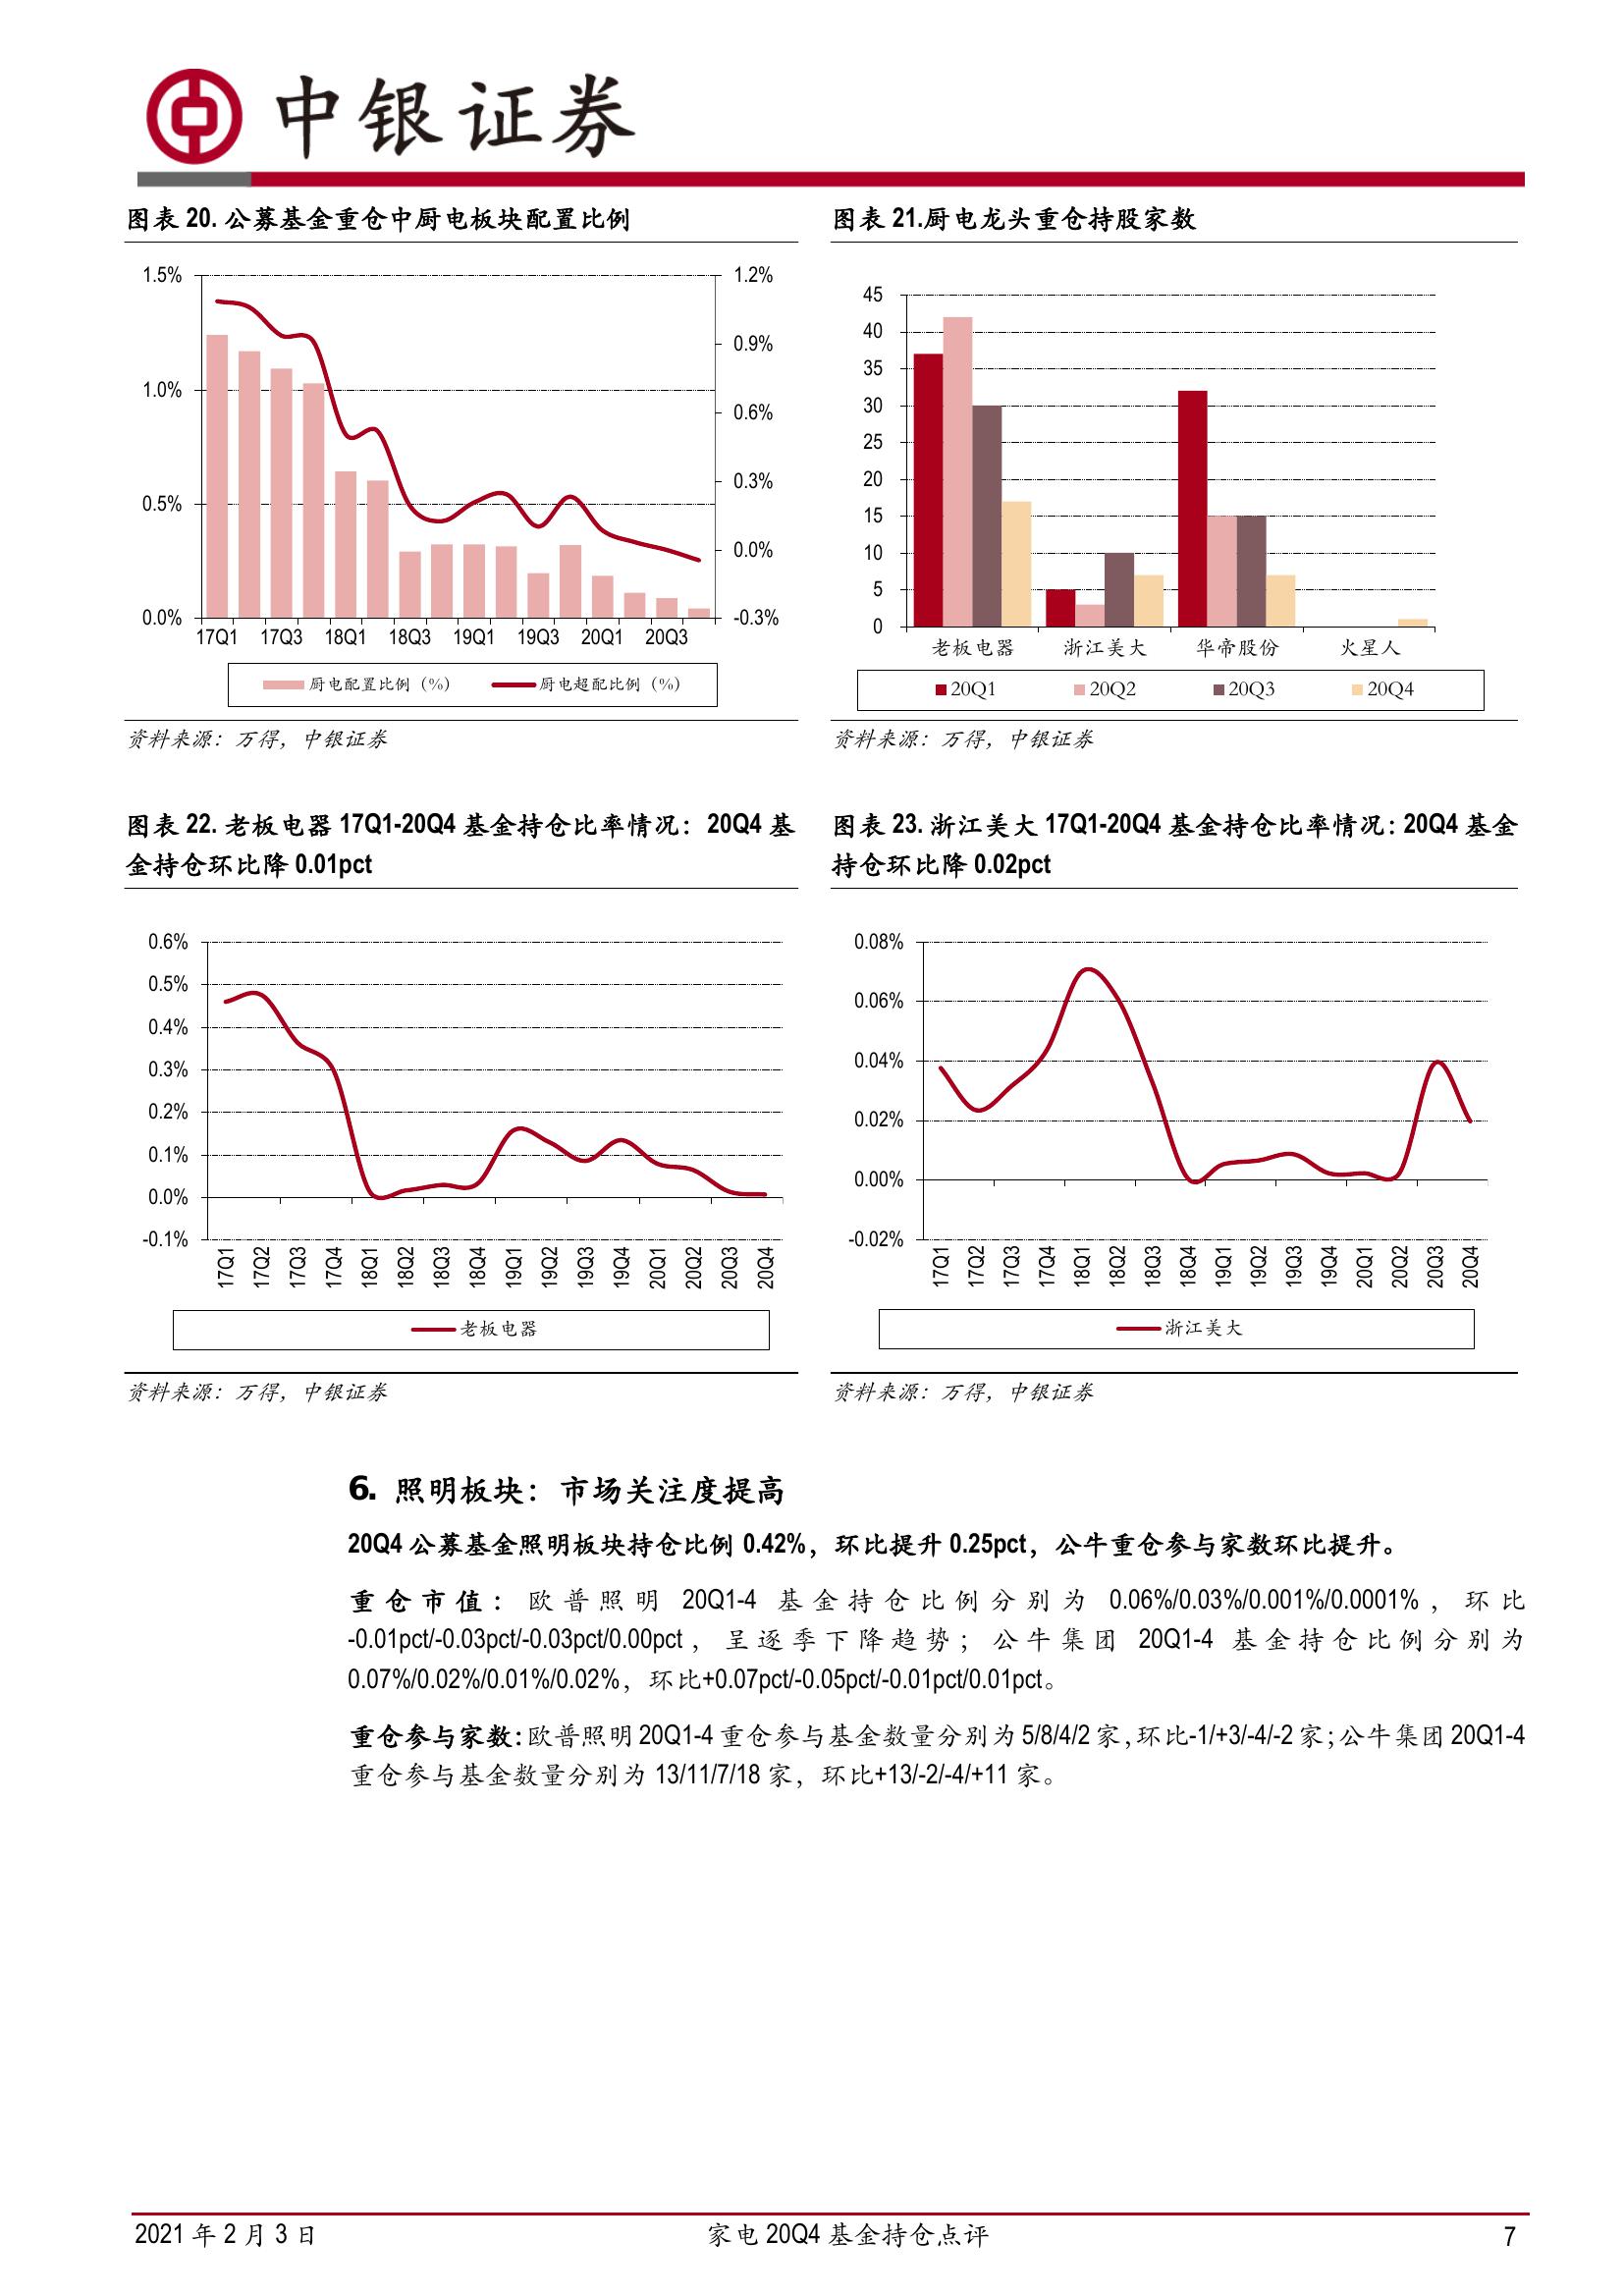 中银证券
图表 20. 公募基金重仓中厨电板块配置比例
1.5%
1.0%
0.5%
0.0%
1.2%
0.9%
0.6%
0.3%
0.0%
-0.3%
17Q1 17Q3 18Q1 18Q3 19Q1 19Q3 20Q1 20Q3
厨电配置比例（%） 厨电超配比例（%）
资料来源：万得，中银证券
图表 21.厨电龙头重仓持股家数
45
40
35
30
25
20
15
10
5
0
老板电器 浙江美大 华帝股份 火星人
20Q1 20Q2 20Q3 20Q4
资料来源：万得，中银证券
图表 22. 老板电器 17Q1-20Q4 基金持仓比率情况：20Q4 基
金持仓环比降 0.01pct
0.6%
0.5%
0.4%
0.3%
0.2%
0.1%
0.0%
-0.1%
17Q1 17Q2 17Q3 17Q4 18Q1 18Q2 18Q3 18Q4 19Q1 19Q2 19Q3 19Q4 20Q1 20Q2 20Q3 20Q4
老板电器
资料来源：万得，中银证券
图表 23. 浙江美大 17Q1-20Q4 基金持仓比率情况：20Q4 基金
持仓环比降 0.02pct
0.08%
0.06%
0.04%
0.02%
0.00%
-0.02%
17Q1 17Q2 17Q3 17Q4 18Q1 18Q2 18Q3 18Q4 19Q1 19Q2 19Q3 19Q4 20Q1 20Q2 20Q3 20Q4
浙江美大
资料来源：万得，中银证券
6. 照明板块：市场关注度提高
20Q4 公募基金照明板块持仓比例 0.42%，环比提升 0.25pct，公牛重仓参与家数环比提升。
重仓市值：欧普照明 20Q1-4 基金持仓比例分别为 0.06%/0.03%/0.001%/0.0001%，环比
-0.01pct/-0.03pct/-0.03pct/0.00pct，呈逐季下降趋势；公牛集团 20Q1-4 基金持仓比例分别为
0.07%/0.02%/0.01%/0.02%，环比+0.07pct/-0.05pct/-0.01pct/0.01pct。
重仓参与家数：欧普照明 20Q1-4 重仓参与基金数量分别为 5/8/4/2 家，环比-1/+3/-4/-2 家；公牛集团 20Q1-4
重仓参与基金数量分别为 13/11/7/18 家，环比+13/-2/-4/+11 家。
2021 年 2 月 3 日 家电 20Q4 基金持仓点评 7